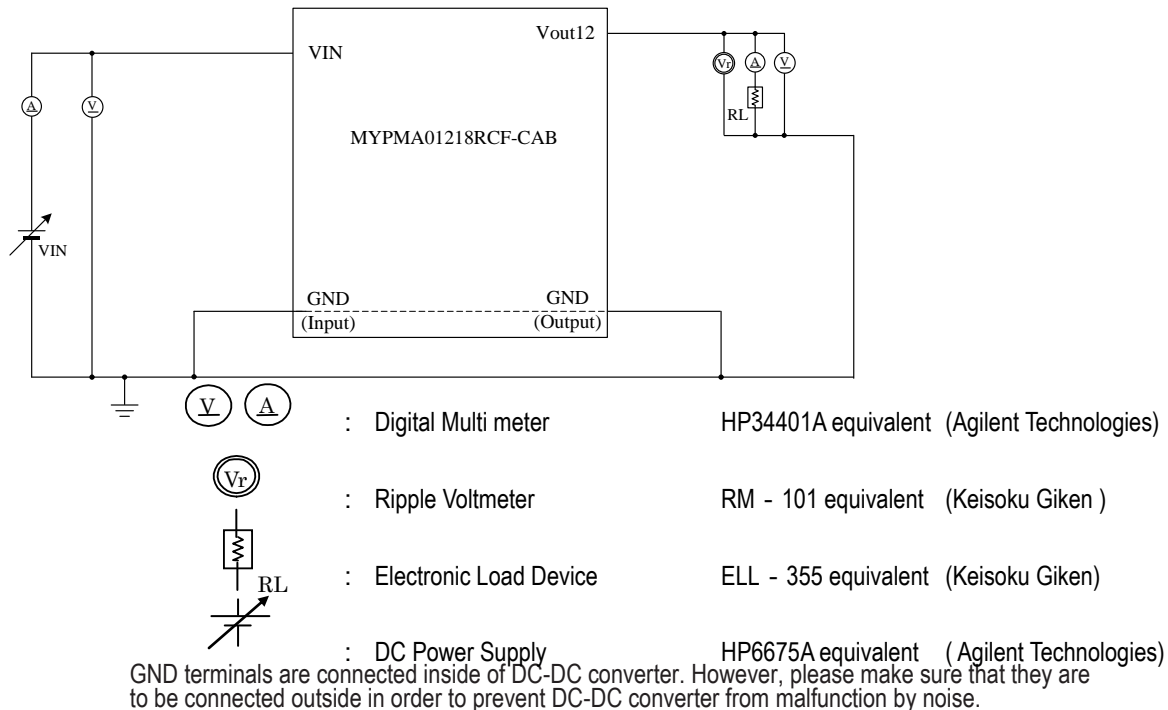 Vout12
VIN
Vr A V
A V
RL
MYPMA01218RCF-CAB
VIN
GND GND
(Input) (Output)
V A
: Digital Multi meter HP34401A equivalent (Agilent Technologies)
Vr
: Ripple Voltmeter RM - 101 equivalent (Keisoku Giken )
: Electronic Load Device ELL - 355 equivalent (Keisoku Giken)
RL
: DC Power Supply HP6675A equivalent ( Agilent Technologies)
GND terminals are connected inside of DC-DC converter. However, please make sure that they are
to be connected outside in order to prevent DC-DC converter from malfunction by noise.